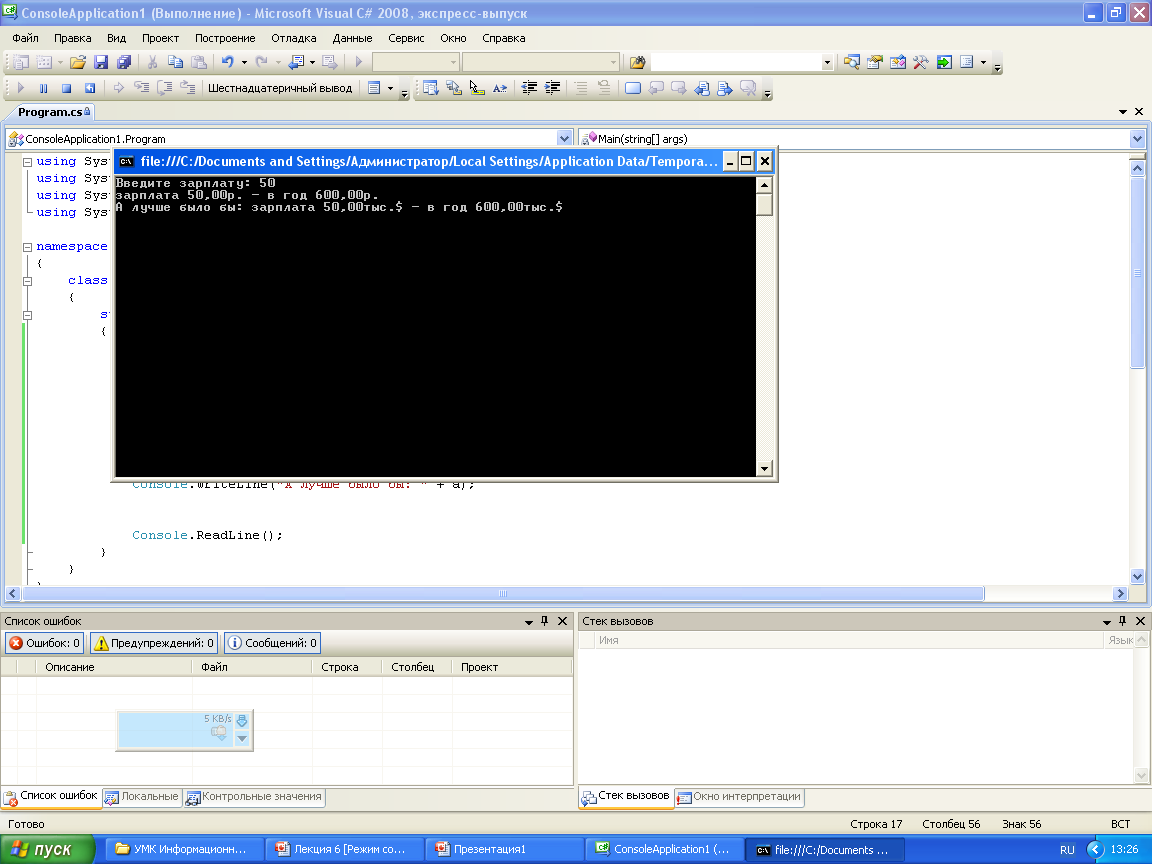 ConsoleApplication1 (Выполнение) - Microsoft Visual C# 2008, экспресс-выпуск
Файл Правка Вид Проект Построение Отладка Данные Сервис Окно Справка
Шестнадцатеричный вывод
Program.cs
ConsoleApplication1.Program Main(string[] args)
file:///C:/Documents and Settings/Администратор/Local Settings/Application Data/Tempora...
Введите зарплату: 50
зарплата 50,00р. - в год 600,00р.
А лучше было бы: зарплата 50,00тыс.$ - в год 600,00тыс.$
using Sys
using Sys
using Sys
using Sys
namespace
{
class
{
{
Console.WriteLine("А лучше было бы: " + a);
Console.ReadLine();
}
}
Список ошибок Стек вызовов
Ошибок: 0 Предупреждений: 0 Сообщений: 0 Имя Язык
Описание Файл Строка Столбец Проект
5 KB/s
Список ошибок Локальные Контрольные значения Стек вызовов Окно интерпретации
Готово Строка 17 Столбец 56 Знак 56 ВСТ
пуск УМК Информационн... Лекция 6 [Режим со... Презентация1 ConsoleApplication1 (... file:///C:/Documents ... RU 13:26